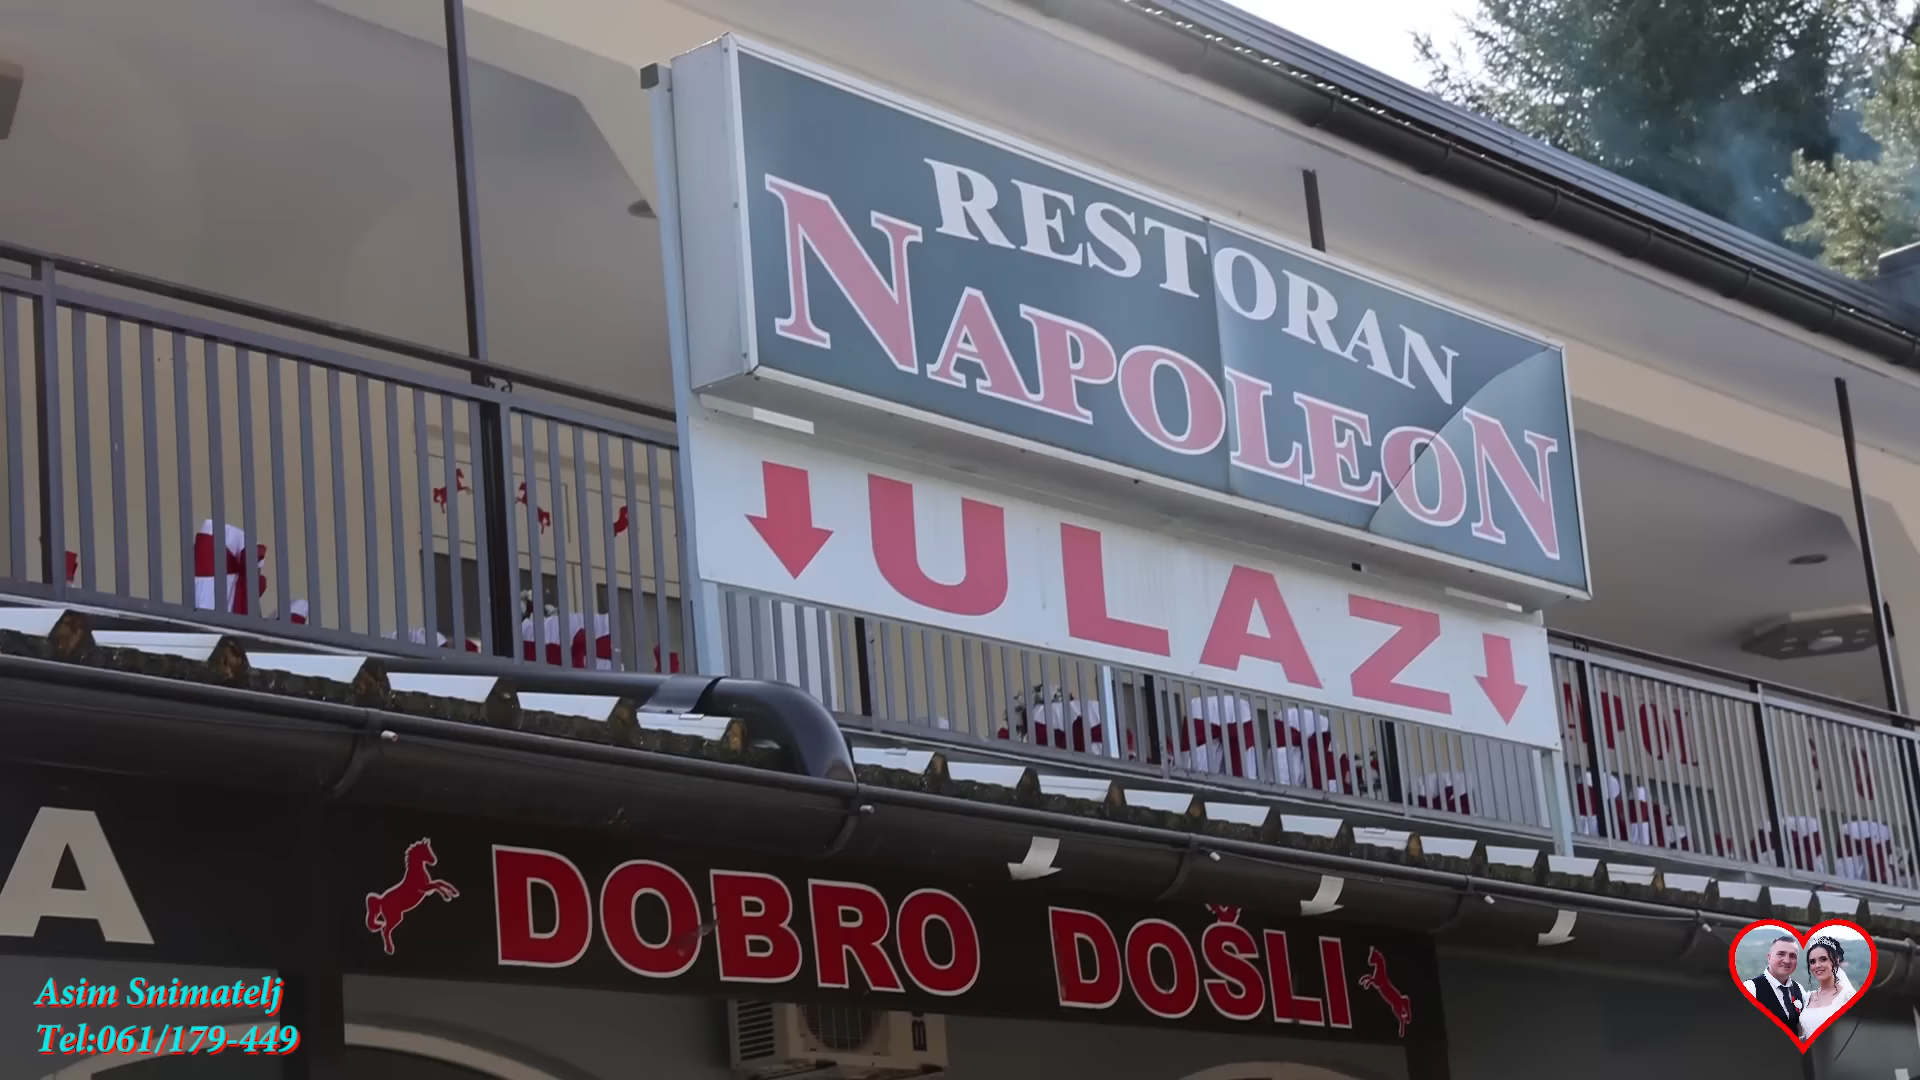 RESTORAN
NAPOLEON
ULAZ
A
DOBRO DOŠLI
Asim Snimatelj
Tel:061/179-449